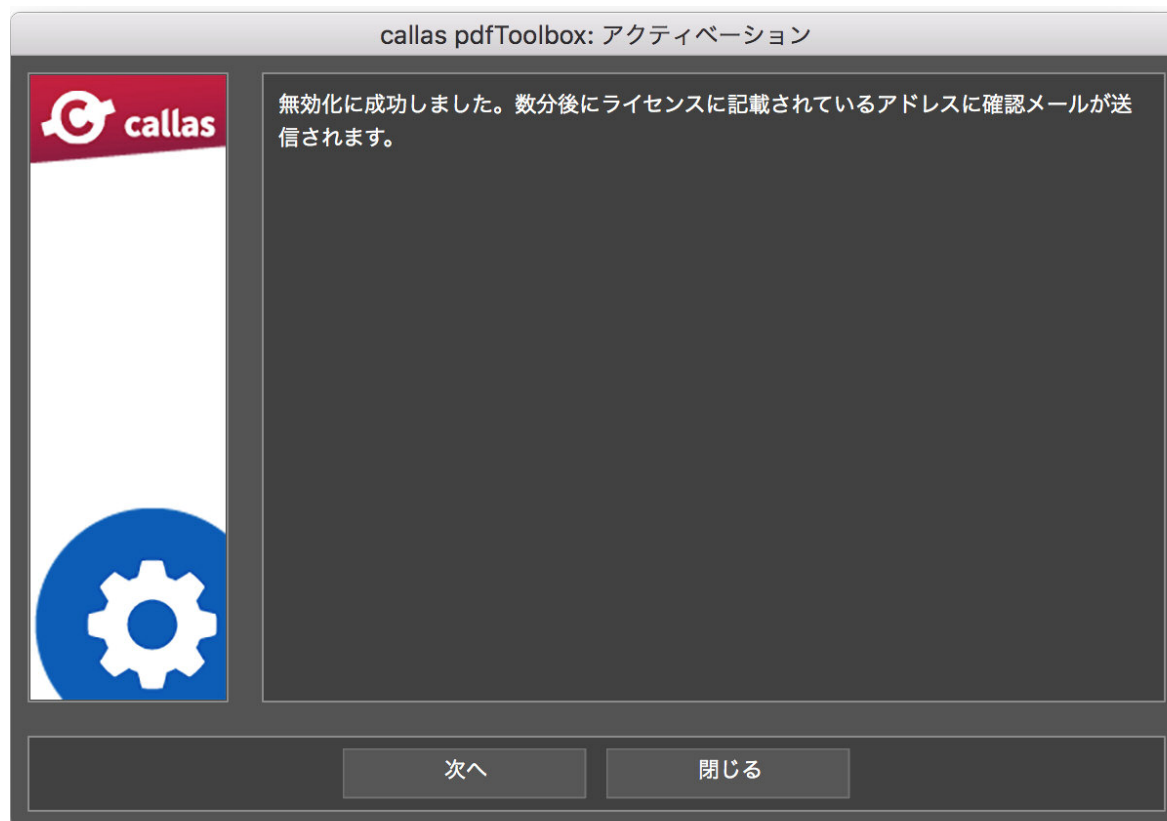 callas pdfToolbox: アクティベーション
callas
無効化に成功しました。数分後にライセンスに記載されているアドレスに確認メールが送
信されます。
次へ
閉じる